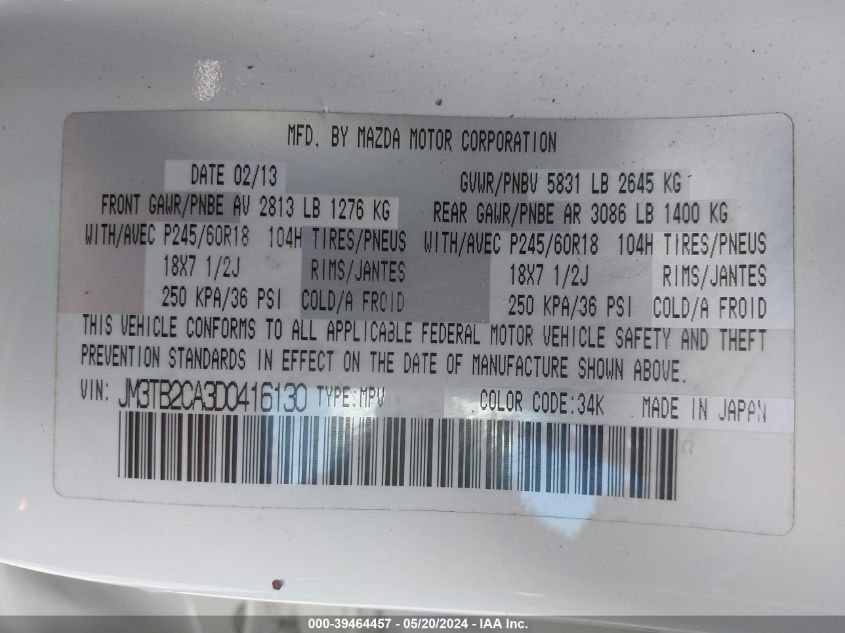 MFD. BY MAZDA MOTOR CORPORATION
DATE 02/13 GVWR/PNBV 5831 LB 2645 KG
FRONT GAWR/PNBE AV 2813 LB 1276 KG REAR GAWR/PNBE AR 3086 LB 1400 KG
WITH/AVEC P245/60R18 104H TIRES/PNEUS WITH/AVEC P245/60R18 104H TIRES/PNEUS
18X7 1/2J RIMS/JANTES 18X7 1/2J RIMS/JANTES
250 KPA/36 PSI COLD/A FROID 250 KPA/36 PSI COLD/A FROID
THIS VEHICLE CONFORMS TO ALL APPLICABLE FEDERAL MOTOR VEHICLE SAFETY AND THEFT
PREVENTION STANDARDS IN EFFECT ON THE DATE OF MANUFACTURE SHOWN ABOVE.
VIN: JM3TB2CA3D0416130 TYPE:MPV COLOR CODE:34K MADE IN JAPAN
000-39464457 - 05/20/2024 - IAA Inc.